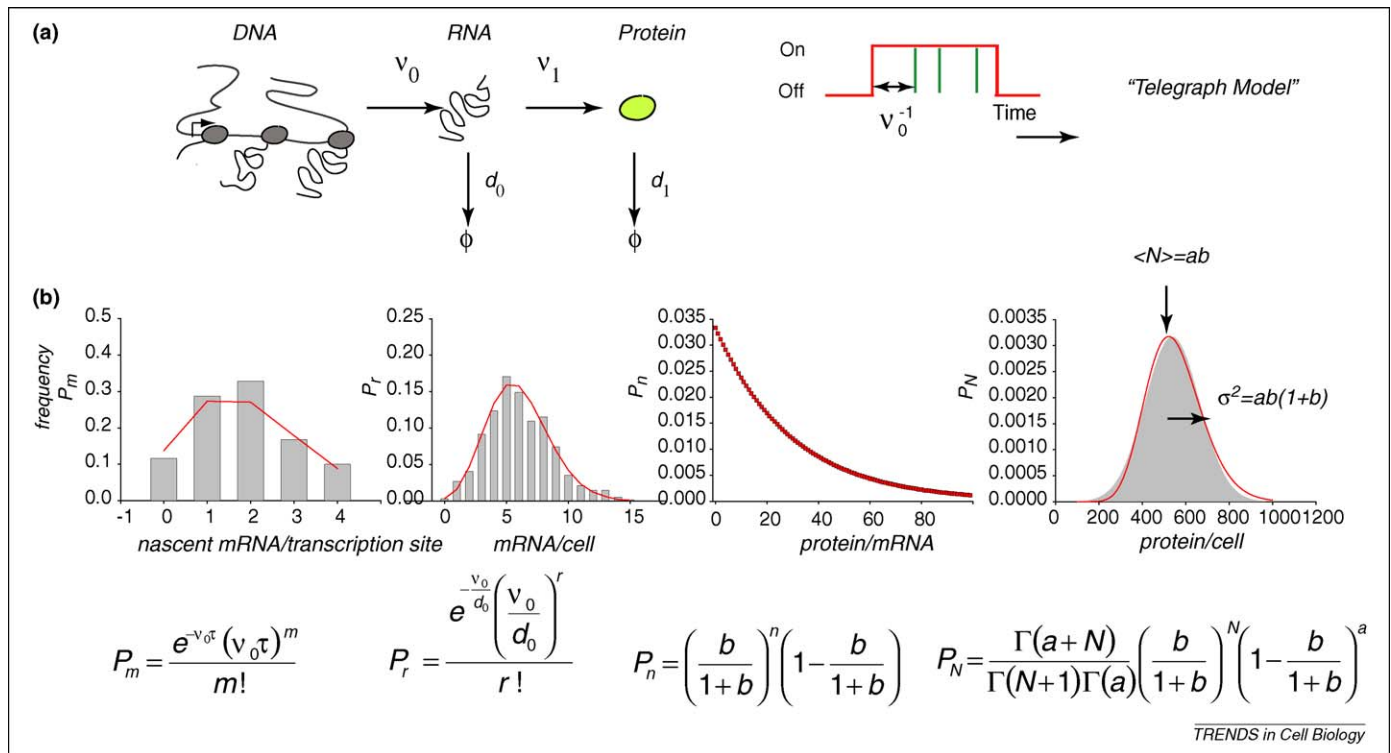 (a)
DNA
RNA
Protein
ν0
ν1
d0
d1
ϕ
ϕ
On
Off
ν0^-1
Time
"Telegraph Model"
(b)
frequency
Pm
0.5
0.4
0.3
0.2
0.1
0.0
-1 0 1 2 3 4
nascent mRNA/transcription site
Pr
0.25
0.20
0.15
0.10
0.05
0.00
0 5 10 15
mRNA/cell
Pn
0.035
0.030
0.025
0.020
0.015
0.010
0.005
0.000
0 20 40 60 80
protein/mRNA
<N>=ab
PN
0.0035
0.0030
0.0025
0.0020
0.0015
0.0010
0.0005
0.0000
σ²=ab(1+b)
0 200 400 600 800 1000 1200
protein/cell
Pm = e^(-ν0τ) (ν0τ)^m / m!
Pr = e^(-ν0/d0) (ν0/d0)^r / r!
Pn = (b/(1+b))^n (1 - b/(1+b))
PN = Γ(a+N) / (Γ(N+1)Γ(a)) (b/(1+b))^N (1 - b/(1+b))^a
TRENDS in Cell Biology